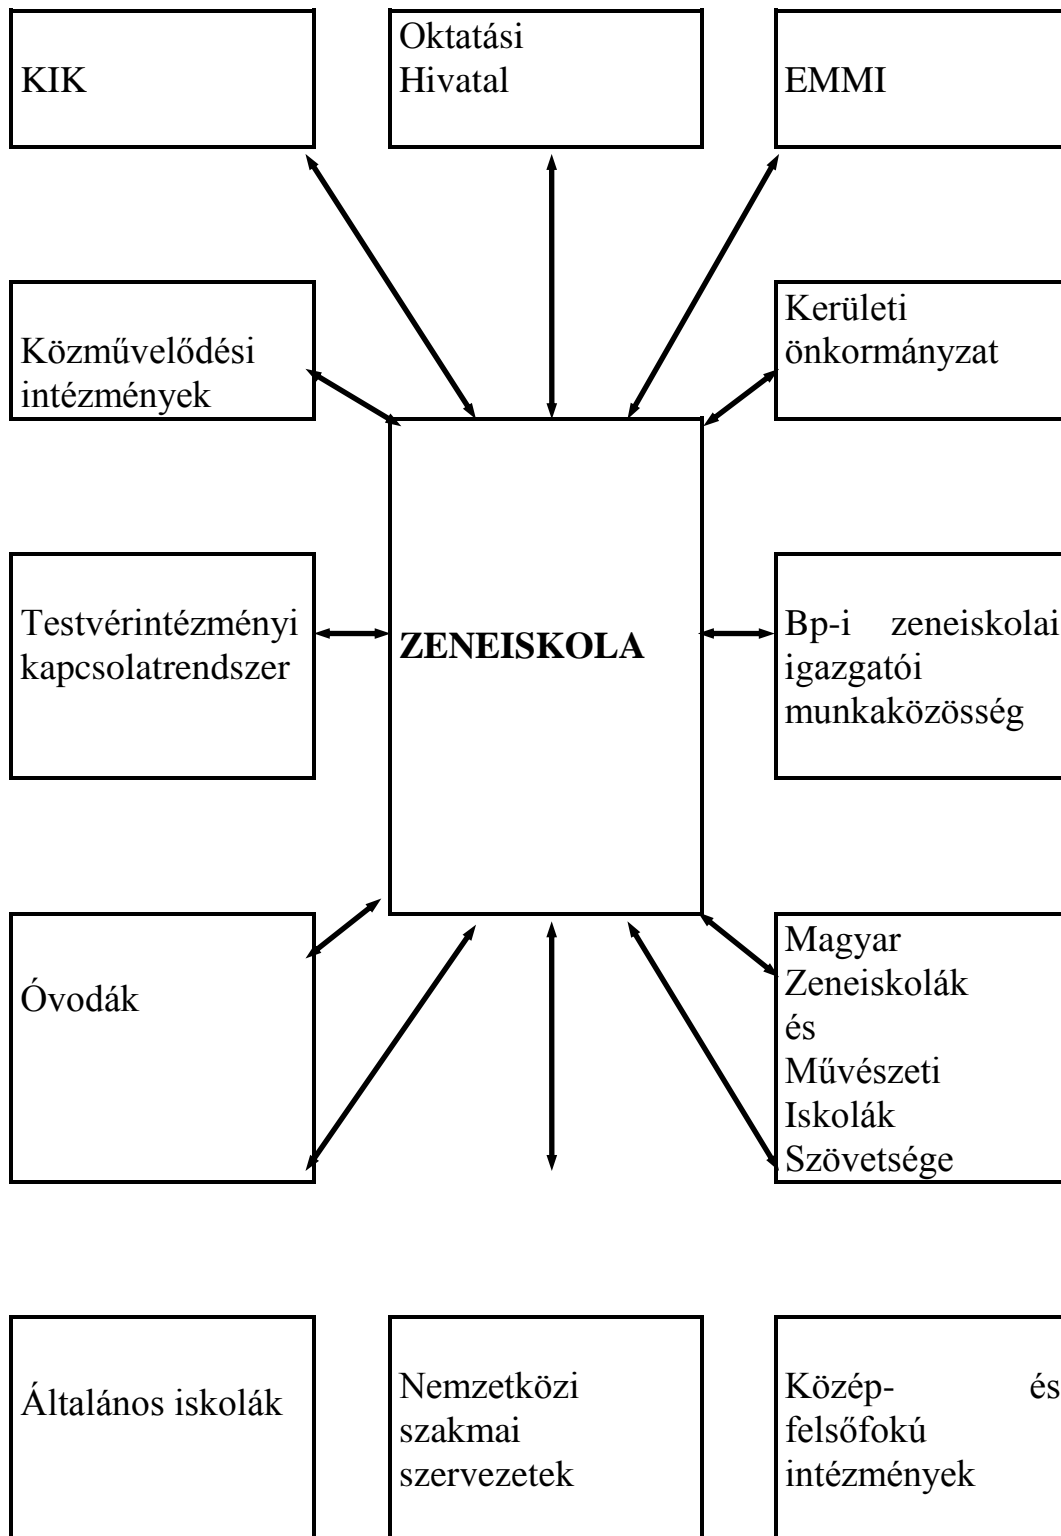 KIK
Oktatási
Hivatal
EMMI
Közművelődési
intézmények
Kerületi
önkormányzat
Testvérintézményi
kapcsolatrendszer
ZENEISKOLA
Bp-i zeneiskolai
igazgatói
munkaközösség
Óvodák
Magyar
Zeneiskolák
és
Művészeti
Iskolák
Szövetsége
Általános iskolák
Nemzetközi
szakmai
szervezetek
Közép- és
felsőfokú
intézmények